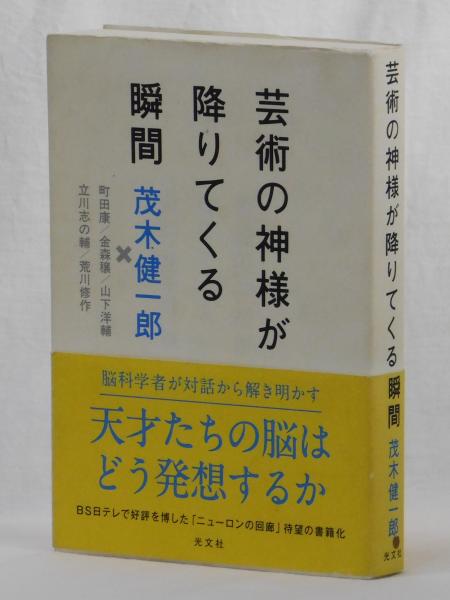 芸術の神様が
降りてくる
瞬間
茂木健一郎
×
町田康/金森穣/山下洋輔
立川志の輔/荒川修作
脳科学者が対話から解き明かす
天才たちの脳は
どう発想するか
BS日テレで好評を博した「ニューロンの回廊」待望の書籍化
光文社
芸術の神様が降りてくる瞬間 茂木健一郎
光文社